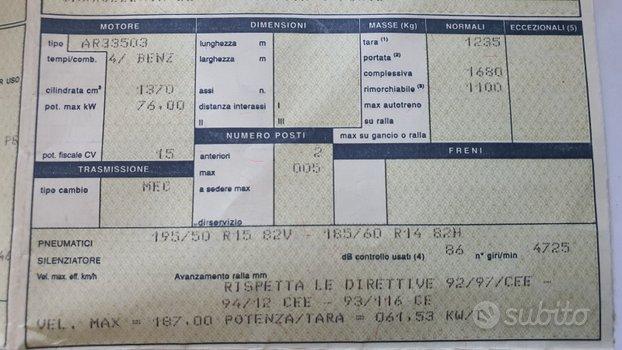 MOTORE DIMENSIONI MASSE (Kg) NORMALI ECCEZIONALI (5)
tipo AR33503 lunghezza m tara (1) 1235
tempi/comb. 4/ BENZ larghezza m portata (2)
cilindrata cm³ 1370 assi n. complessiva 1680
pot. max kW 76,00 distanza interassi I rimorchiabile (3) 1100
II III max autotreno
su ralla
NUMERO POSTI max su gancio o ralla
pot. fiscale CV 15 anteriori 2 FRENI
TRASMISSIONE max 005
tipo cambio MEC a sedere max
di servizio
PNEUMATICI 195/50 R15 82V - 185/60 R14 82H
SILENZIATORE dB controllo usati (4) 86 n° giri/min 4725
Vel. max. eff. km/h Avanzamento ralla mm
RISPETTA LE DIRETTIVE 92/97/CEE -
94/12 CEE - 93/116 CE
VEL. MAX = 187,00 POTENZA/TARA = 061,53 KW/
subito